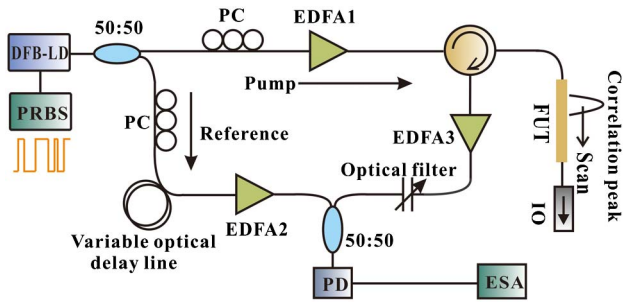 DFB-LD
50:50
PC
EDFA1
PRBS
Pump
PC
Reference
EDFA3
FUT
Scan
Correlation peak
Optical filter
IO
Variable optical
delay line
EDFA2
50:50
PD
ESA